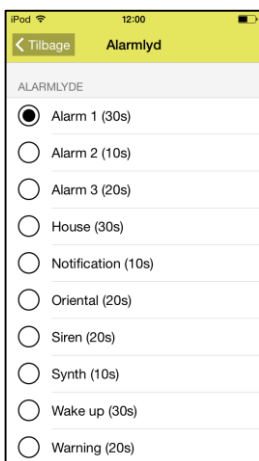 iPod 12:00
Tilbage Alarmlyd
ALARMLYDE
Alarm 1 (30s)
Alarm 2 (10s)
Alarm 3 (20s)
House (30s)
Notification (10s)
Oriental (20s)
Siren (20s)
Synth (10s)
Wake up (30s)
Warning (20s)